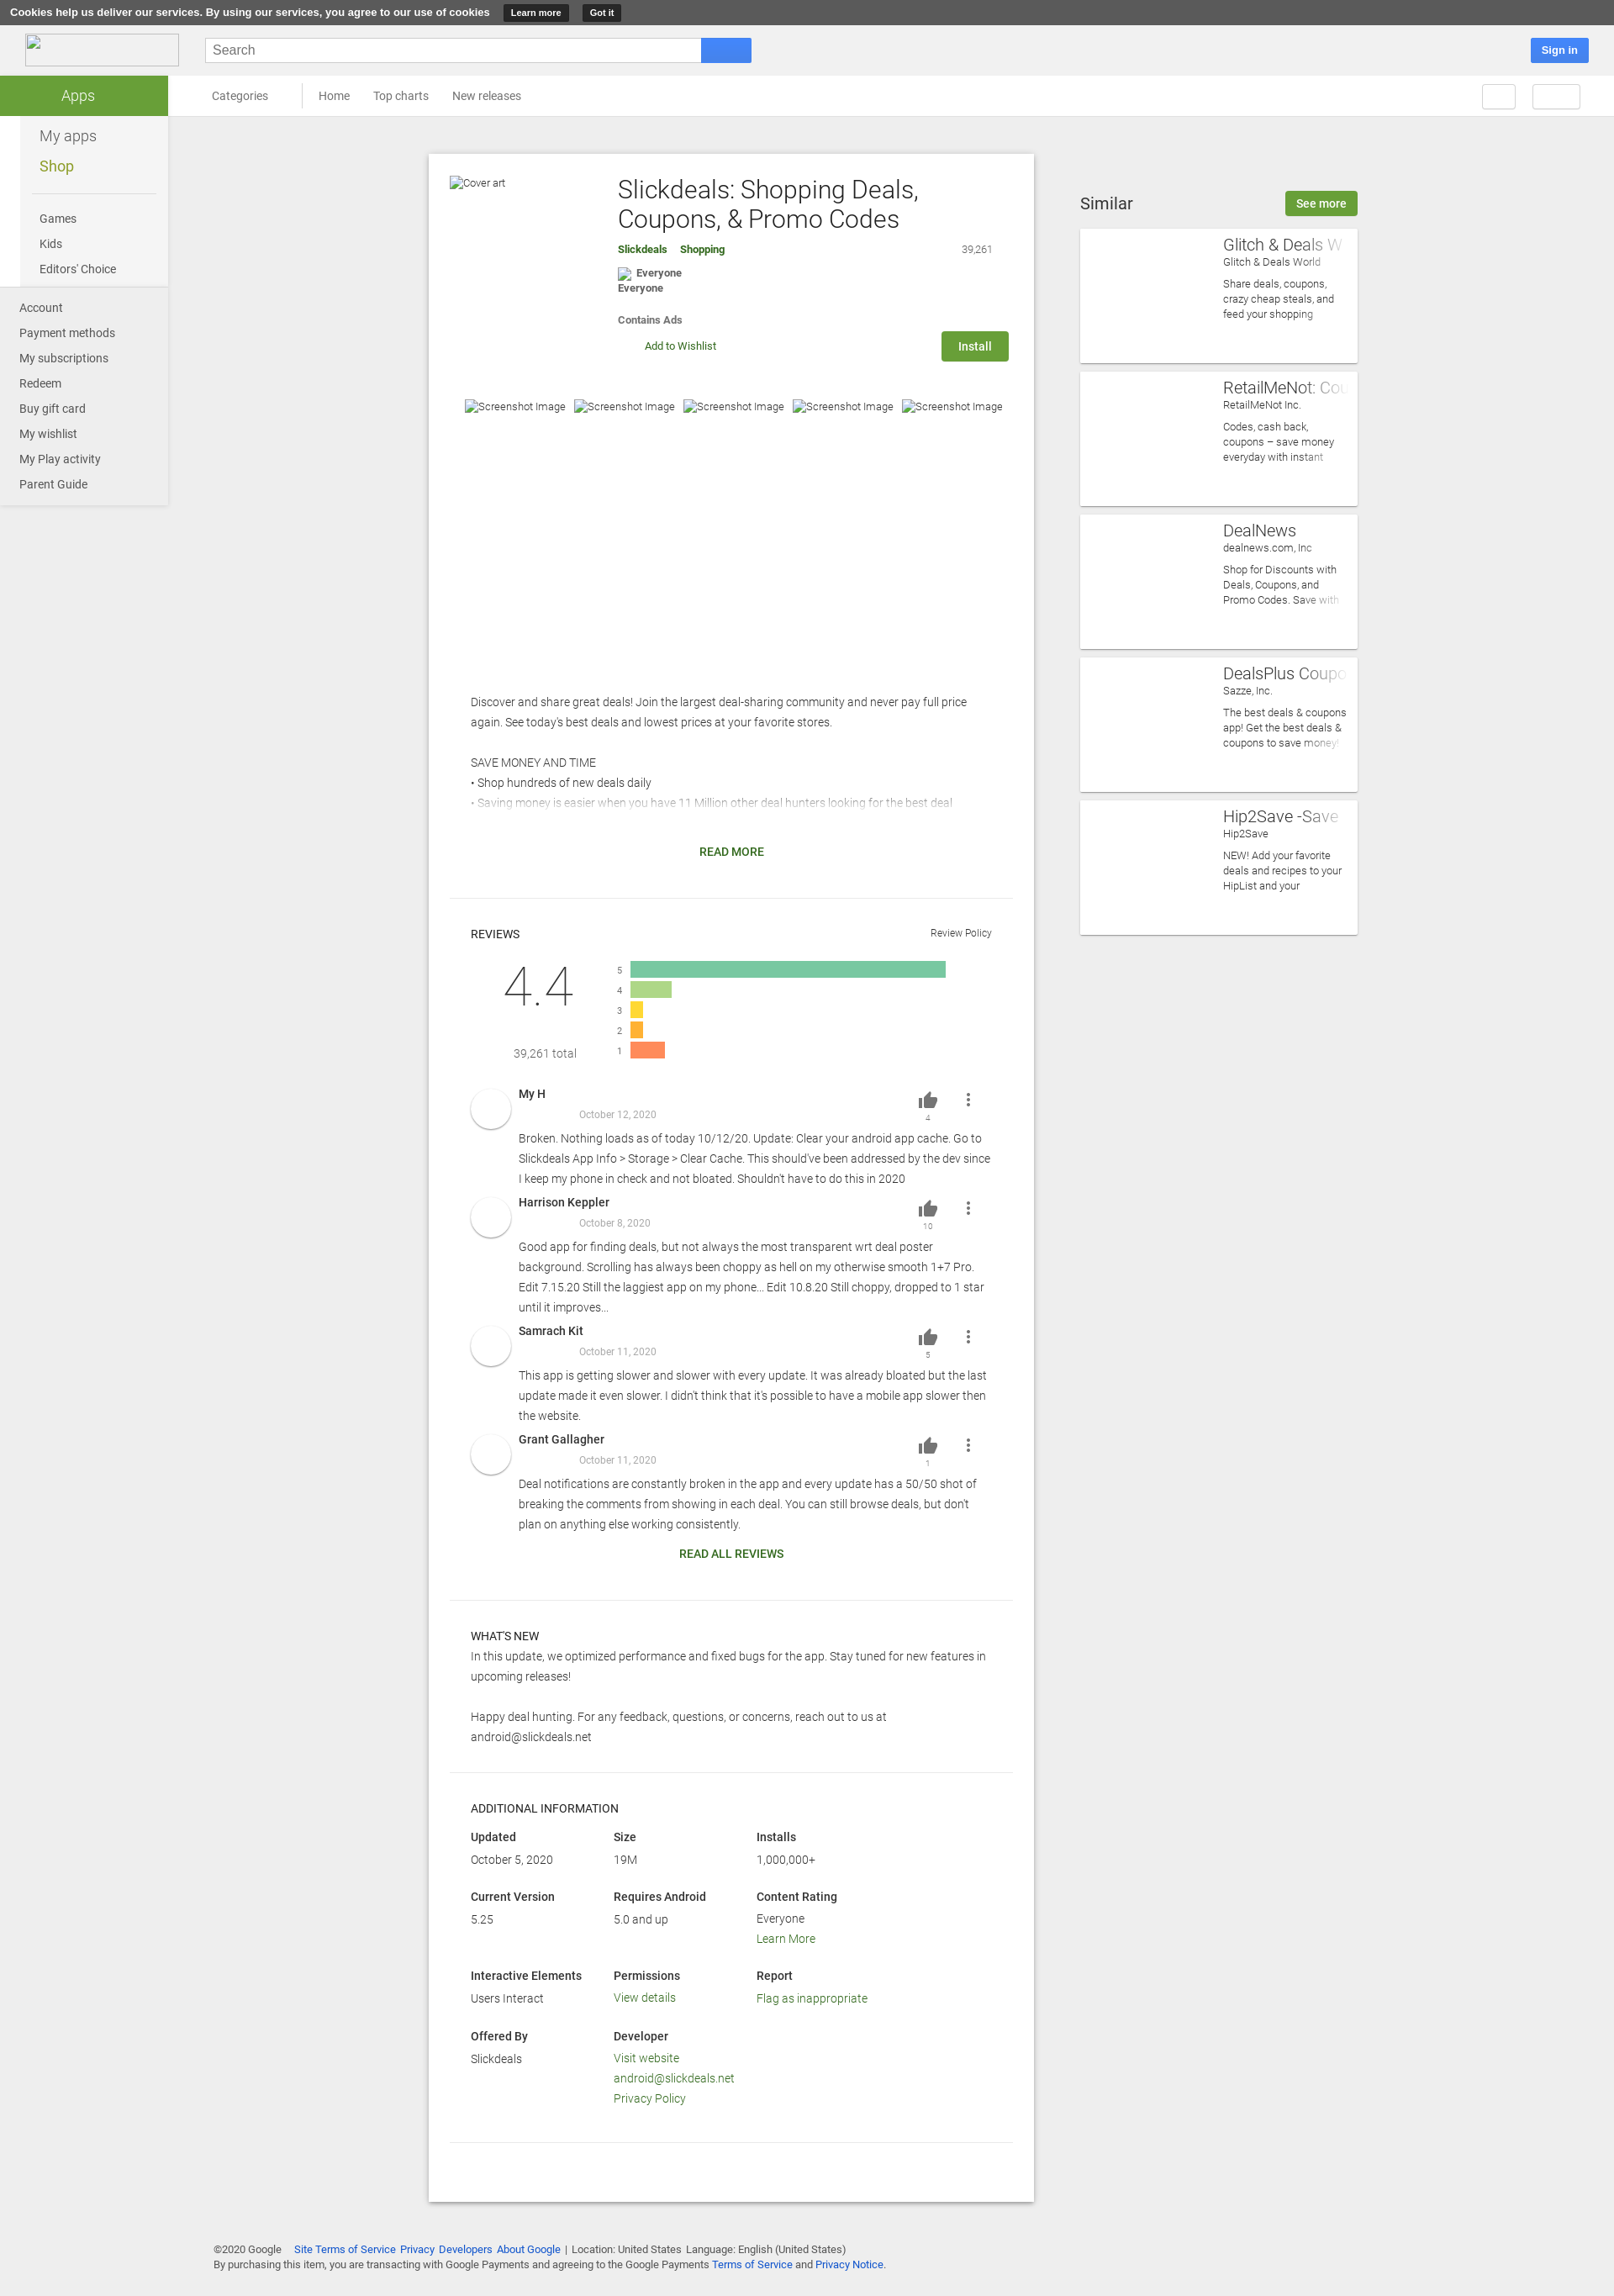 Cookies help us deliver our services. By using our services, you agree to our use of cookies Learn more Got it
Search
Sign in
Apps
Categories Home Top charts New releases
My apps
Shop
Games
Kids
Editors' Choice
Account
Payment methods
My subscriptions
Redeem
Buy gift card
My wishlist
My Play activity
Parent Guide
Cover art
Slickdeals: Shopping Deals,
Coupons, & Promo Codes
Slickdeals Shopping 39,261
Everyone
Everyone
Contains Ads
Add to Wishlist
Install
Screenshot Image Screenshot Image Screenshot Image Screenshot Image Screenshot Image
Discover and share great deals! Join the largest deal-sharing community and never pay full price
again. See today's best deals and lowest prices at your favorite stores.
SAVE MONEY AND TIME
• Shop hundreds of new deals daily
• Saving money is easier when you have 11 Million other deal hunters looking for the best deal
READ MORE
REVIEWS
Review Policy
4.4
39,261 total
5
4
3
2
1
My H
October 12, 2020
4
Broken. Nothing loads as of today 10/12/20. Update: Clear your android app cache. Go to
Slickdeals App Info > Storage > Clear Cache. This should've been addressed by the dev since
I keep my phone in check and not bloated. Shouldn't have to do this in 2020
Harrison Keppler
October 8, 2020
10
Good app for finding deals, but not always the most transparent wrt deal poster
background. Scrolling has always been choppy as hell on my otherwise smooth 1+7 Pro.
Edit 7.15.20 Still the laggiest app on my phone... Edit 10.8.20 Still choppy, dropped to 1 star
until it improves...
Samrach Kit
October 11, 2020
5
This app is getting slower and slower with every update. It was already bloated but the last
update made it even slower. I didn't think that it's possible to have a mobile app slower then
the website.
Grant Gallagher
October 11, 2020
1
Deal notifications are constantly broken in the app and every update has a 50/50 shot of
breaking the comments from showing in each deal. You can still browse deals, but don't
plan on anything else working consistently.
READ ALL REVIEWS
WHAT'S NEW
In this update, we optimized performance and fixed bugs for the app. Stay tuned for new features in
upcoming releases!
Happy deal hunting. For any feedback, questions, or concerns, reach out to us at
android@slickdeals.net
ADDITIONAL INFORMATION
Updated
October 5, 2020
Size
19M
Installs
1,000,000+
Current Version
5.25
Requires Android
5.0 and up
Content Rating
Everyone
Learn More
Interactive Elements
Users Interact
Permissions
View details
Report
Flag as inappropriate
Offered By
Slickdeals
Developer
Visit website
android@slickdeals.net
Privacy Policy
Similar
See more
Glitch & Deals W
Glitch & Deals World
Share deals, coupons,
crazy cheap steals, and
feed your shopping
RetailMeNot: Cou
RetailMeNot Inc.
Codes, cash back,
coupons – save money
everyday with instant
DealNews
dealnews.com, Inc
Shop for Discounts with
Deals, Coupons, and
Promo Codes. Save with
DealsPlus Coupo
Sazze, Inc.
The best deals & coupons
app! Get the best deals &
coupons to save money!
Hip2Save -Save
Hip2Save
NEW! Add your favorite
deals and recipes to your
HipList and your
©2020 Google Site Terms of Service Privacy Developers About Google | Location: United States Language: English (United States)
By purchasing this item, you are transacting with Google Payments and agreeing to the Google Payments Terms of Service and Privacy Notice.